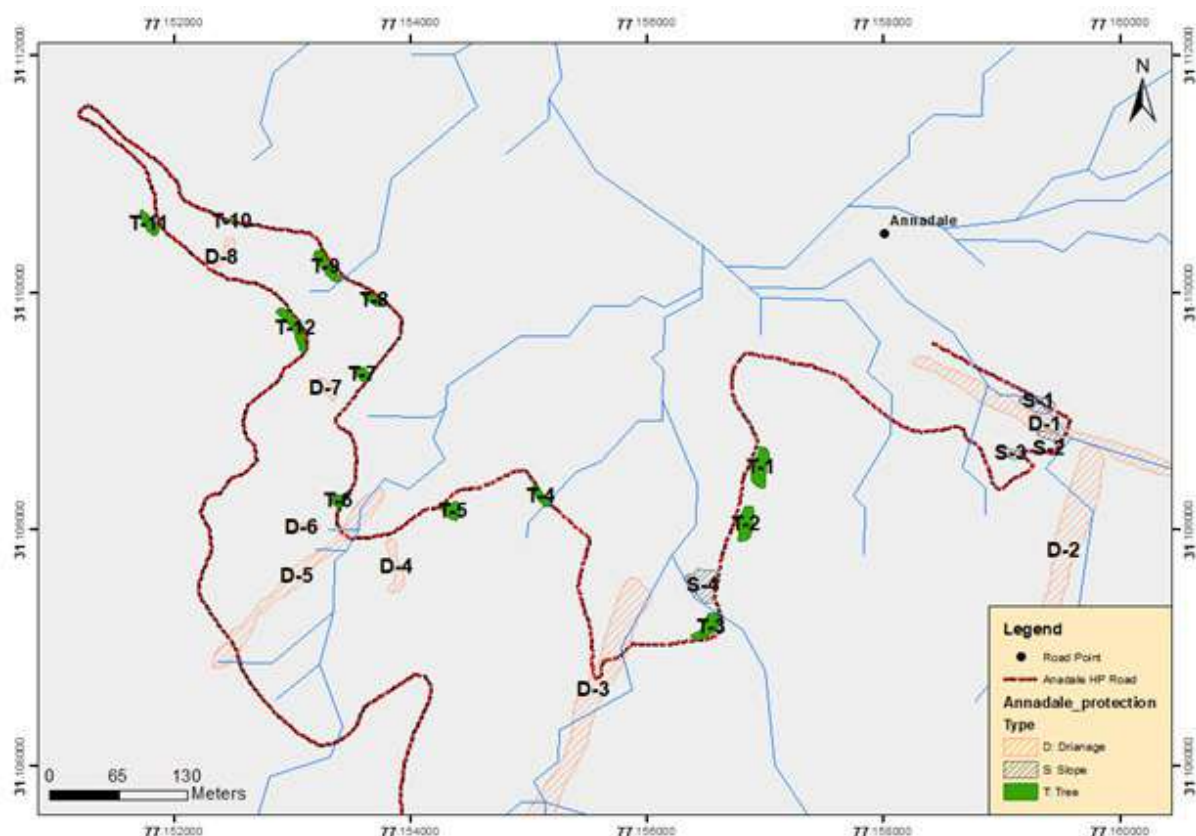 77 152000 77 154000 77 156000 77 158000 77 160000
31 112000 31 112000
N
T-11 T-10 Annadale
D-8
T-9
31 110000 T-8 31 110000
T-12
T-7
D-7 S-1
D-1
S-3 S-2
T-1
T-6 T-4
T-5 T-2
31 108000 D-6 31 108000
D-4 D-2
D-5 S-4
T-3
D-3
Legend
Road Point
Anadale HP Road
Annadale_protection
Type
D: Drianage
S: Slope
T: Tree
31 106000 31 106000
0 65 130
Meters
77 152000 77 154000 77 156000 77 158000 77 160000